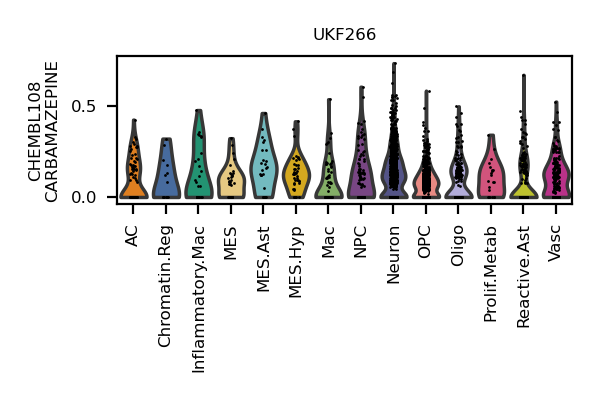 UKF266
CHEMBL108
CARBAMAZEPINE
0.5
0.0
AC
Chromatin.Reg
Inflammatory.Mac
MES
MES.Ast
MES.Hyp
Mac
NPC
Neuron
OPC
Oligo
Prolif.Metab
Reactive.Ast
Vasc